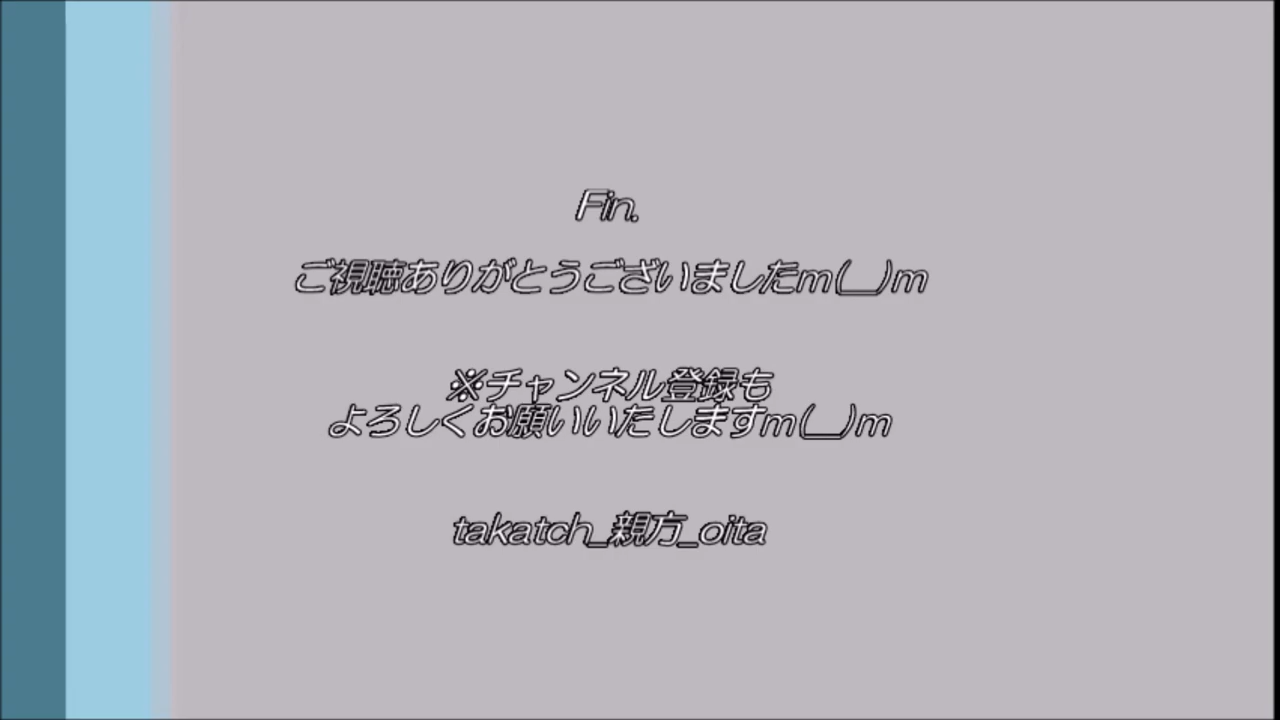 Fin.
ご視聴ありがとうございましたm(__)m
※チャンネル登録も
よろしくお願いいたしますm(__)m
takatch_親方_oita